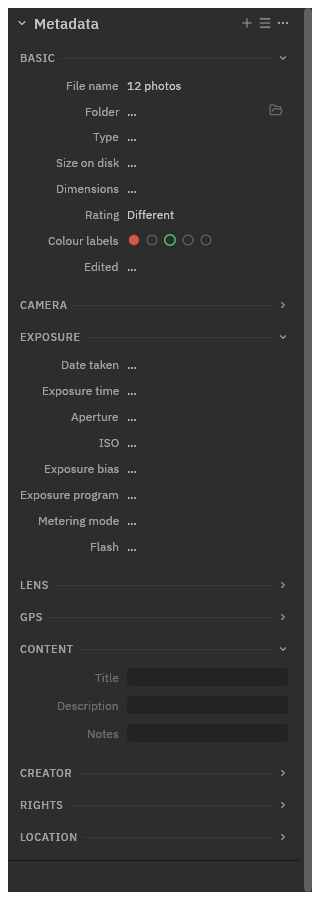 Metadata
BASIC
File name 12 photos
Folder ...
Type ...
Size on disk ...
Dimensions ...
Rating Different
Colour labels
Edited ...
CAMERA
EXPOSURE
Date taken ...
Exposure time ...
Aperture ...
ISO ...
Exposure bias ...
Exposure program ...
Metering mode ...
Flash ...
LENS
GPS
CONTENT
Title
Description
Notes
CREATOR
RIGHTS
LOCATION